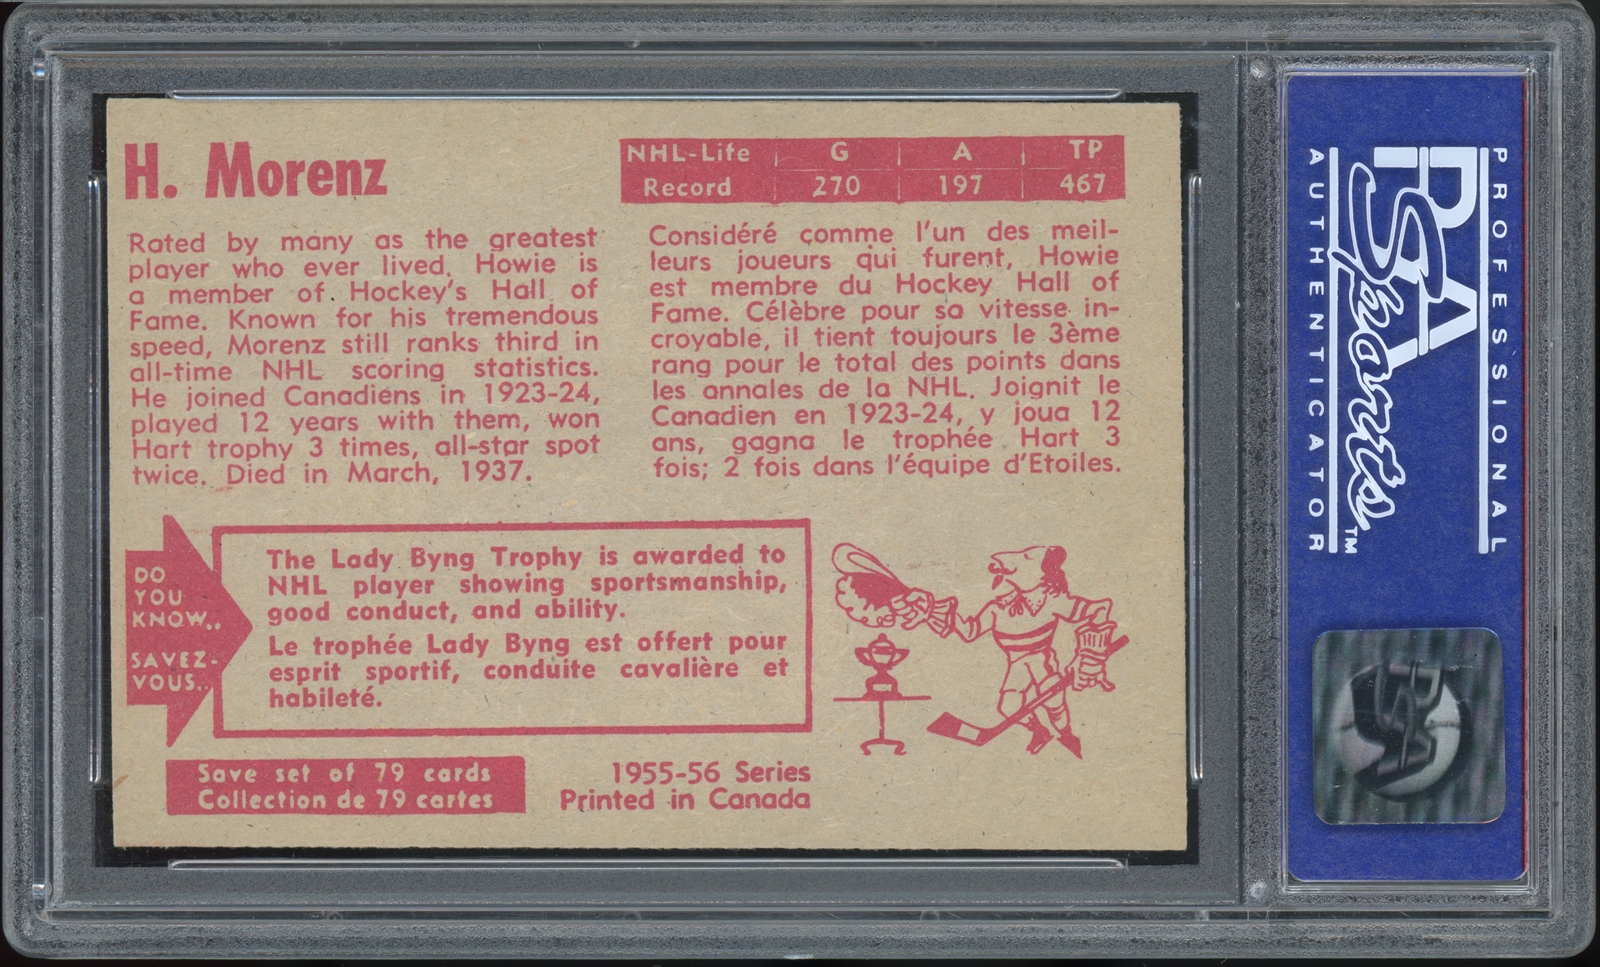 H. Morenz
NHL-Life G A TP
Record 270 197 467
Rated by many as the greatest
player who ever lived, Howie is
a member of Hockey's Hall of
Fame. Known for his tremendous
speed, Morenz still ranks third in
all-time NHL scoring statistics.
He joined Canadiens in 1923-24,
played 12 years with them, won
Hart trophy 3 times, all-star spot
twice. Died in March, 1937.
Considéré comme l'un des meil-
leurs joueurs qui furent, Howie
est membre du Hockey Hall of
Fame. Célèbre pour sa vitesse in-
croyable, il tient toujours le 3ème
rang pour le total des points dans
les annales de la NHL. Joignit le
Canadien en 1923-24, y joua 12
ans, gagna le trophée Hart 3
fois; 2 fois dans l'équipe d'Etoiles.
DO
YOU
KNOW..
SAVEZ-
VOUS..
The Lady Byng Trophy is awarded to
NHL player showing sportsmanship,
good conduct, and ability.
Le trophée Lady Byng est offert pour
esprit sportif, conduite cavalière et
habileté.
Save set of 79 cards
Collection de 79 cartes
1955-56 Series
Printed in Canada
PROFESSIONAL
PSA
Sports™
AUTHENTICATOR
PSA